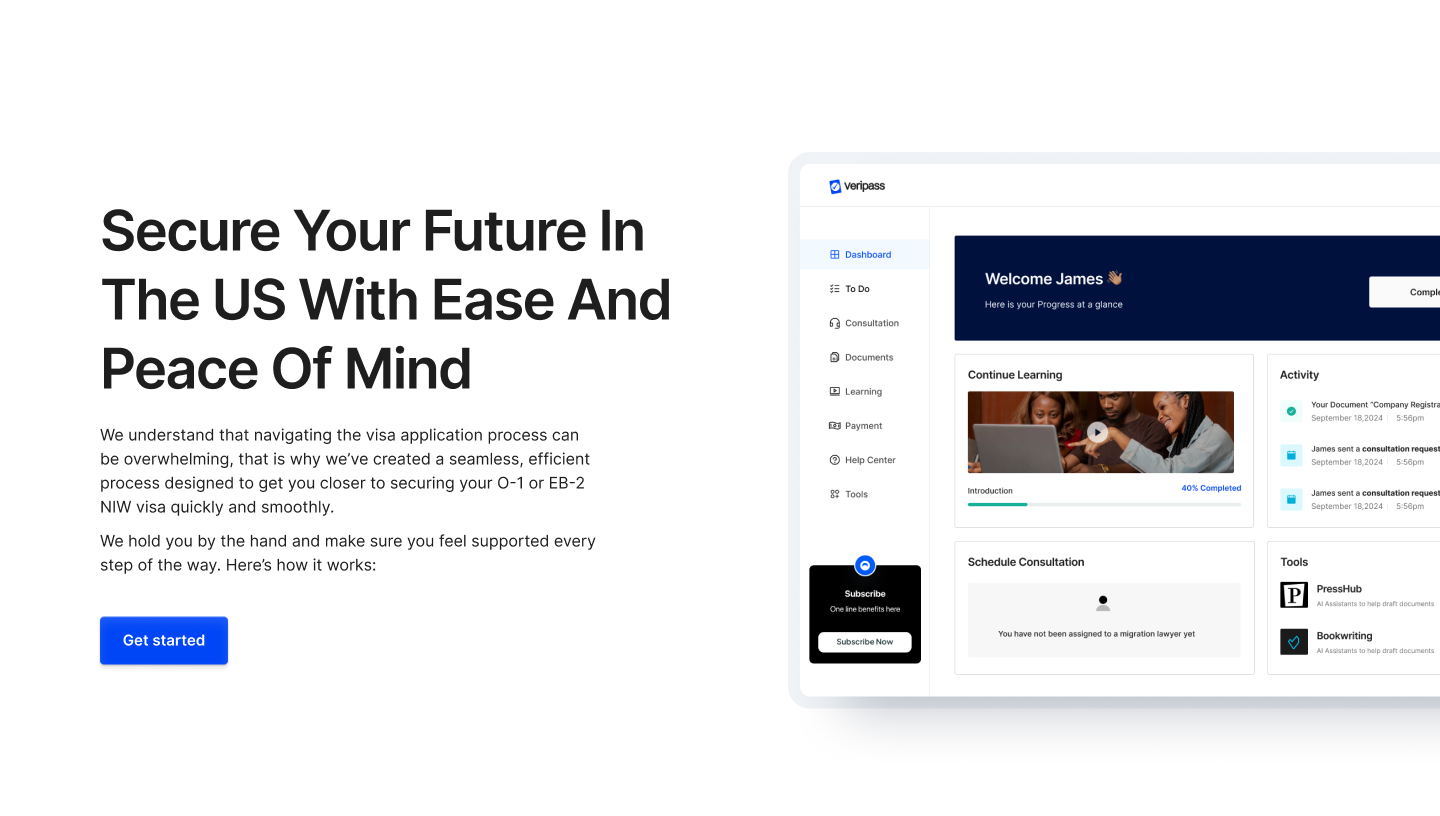 Secure Your Future In
The US With Ease And
Peace Of Mind
We understand that navigating the visa application process can
be overwhelming, that is why we’ve created a seamless, efficient
process designed to get you closer to securing your O-1 or EB-2
NIW visa quickly and smoothly.
We hold you by the hand and make sure you feel supported every
step of the way. Here’s how it works:
Get started
veripass
Dashboard
To Do
Consultation
Documents
Learning
Payment
Help Center
Tools
Subscribe
One line benefits here
Subscribe Now
Welcome James 👋🏽
Here is your Progress at a glance
Continue Learning
Introduction
40% Completed
Activity
Your Document “Company
September 18,2024 5:56pm
James sent a consultation request
September 18,2024 5:56pm
James sent a consultation request
September 18,2024 5:56pm
Schedule Consultation
You have not been assigned to a migration lawyer yet
Tools
P
PressHub
AI Assistants to help draft documents
Bookwriting
AI Assistants to help draft documents